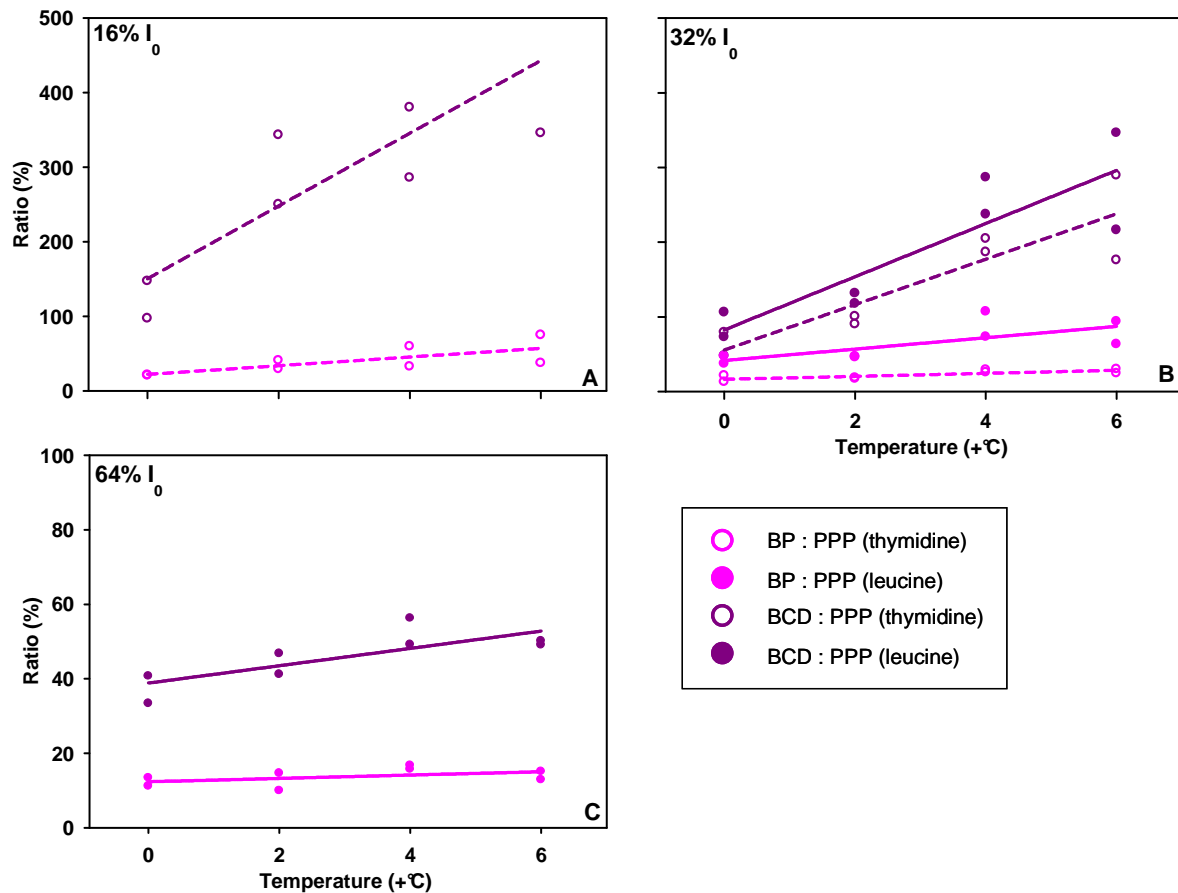 16% I0
500
400
300
200
100
0
Ratio (%)
A
32% I0
0 2 4 6
Temperature (+°C)
B
64% I0
100
80
60
40
20
0
Ratio (%)
0 2 4 6
Temperature (+°C)
C
BP : PPP (thymidine)
BP : PPP (leucine)
BCD : PPP (thymidine)
BCD : PPP (leucine)